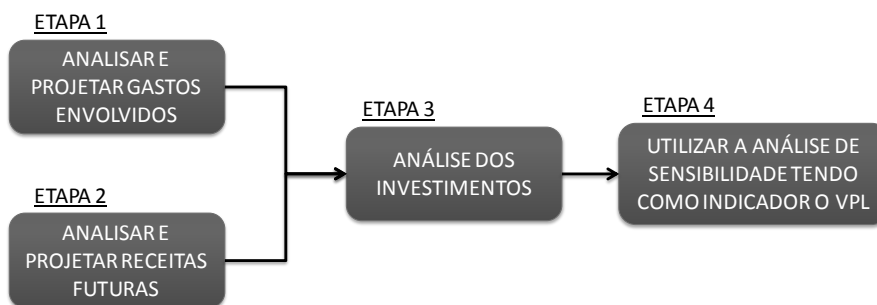 ETAPA 1
ANALISAR E
PROJETAR GASTOS
ENVOLVIDOS
ETAPA 2
ANALISAR E
PROJETAR RECEITAS
FUTURAS
ETAPA 3
ANÁLISE DOS
INVESTIMENTOS
ETAPA 4
UTILIZAR A ANÁLISE DE
SENSIBILIDADE TENDO
COMO INDICADOR O VPL